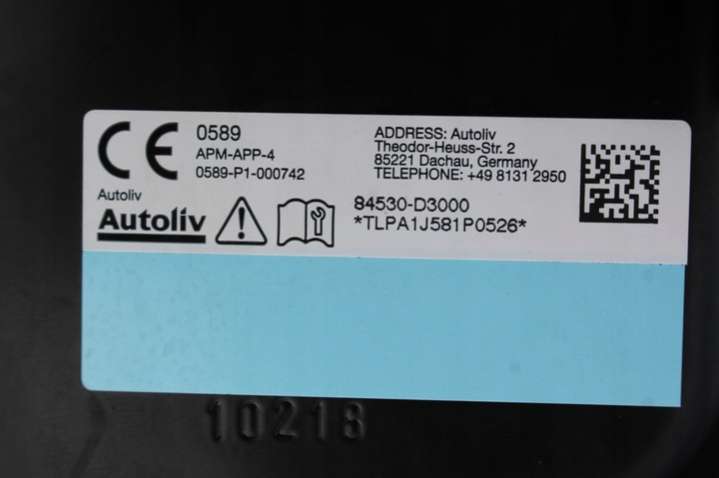 CE 0589
APM-APP-4
0589-P1-000742
Autoliv
Autoliv
ADDRESS: Autoliv
Theodor-Heuss-Str. 2
85221 Dachau, Germany
TELEPHONE: +49 8131 2950
84530-D3000
*TLPA1J581P0526*
10218